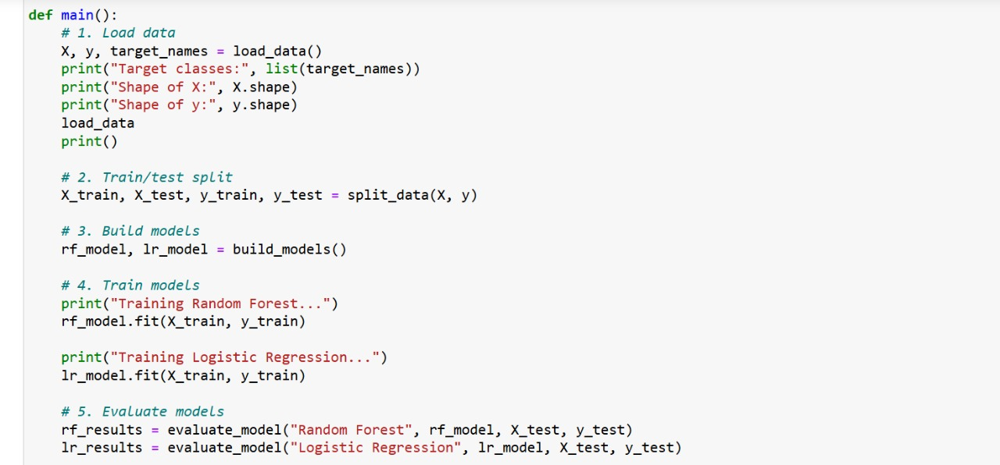 def main():
    # 1. Load data
    X, y, target_names = load_data()
    print("Target classes:", list(target_names))
    print("Shape of X:", X.shape)
    print("Shape of y:", y.shape)
    load_data
    print()

    # 2. Train/test split
    X_train, X_test, y_train, y_test = split_data(X, y)

    # 3. Build models
    rf_model, lr_model = build_models()

    # 4. Train models
    print("Training Random Forest...")
    rf_model.fit(X_train, y_train)

    print("Training Logistic Regression...")
    lr_model.fit(X_train, y_train)

    # 5. Evaluate models
    rf_results = evaluate_model("Random Forest", rf_model, X_test, y_test)
    lr_results = evaluate_model("Logistic Regression", lr_model, X_test, y_test)